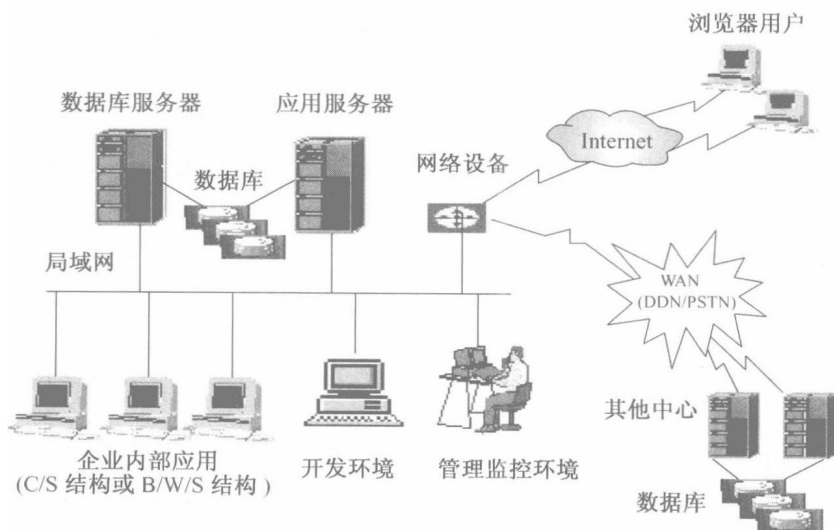 浏览器用户
数据库服务器
应用服务器
Internet
数据库
网络设备
局域网
WAN
(DDN/PSTN)
其他中心
企业内部应用
(C/S 结构或 B/W/S 结构 )
开发环境
管理监控环境
数据库